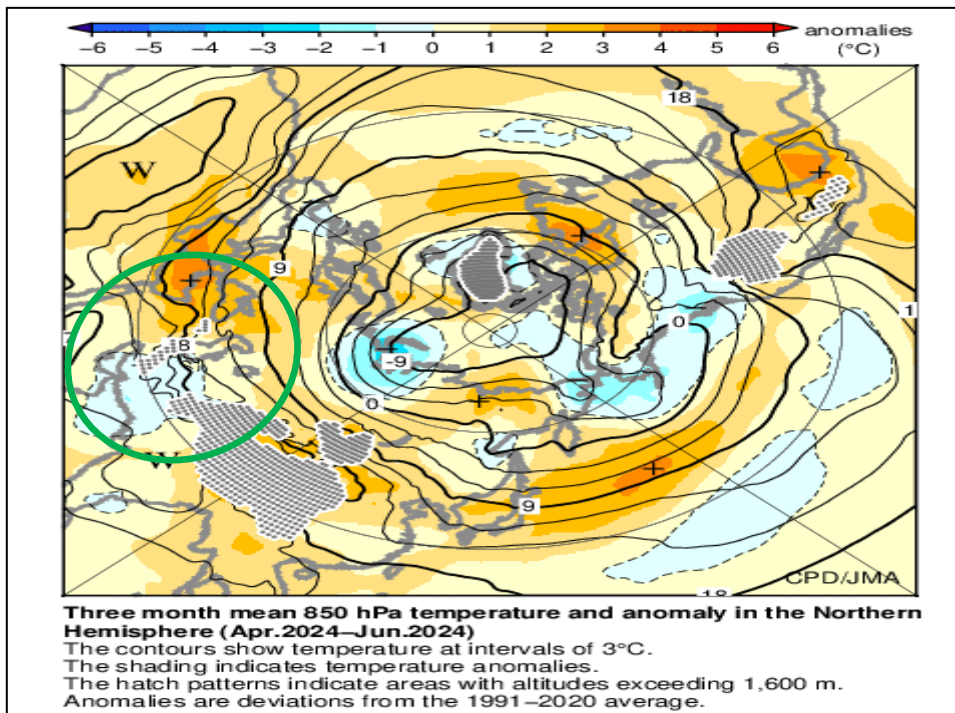 anomalies
−6 −5 −4 −3 −2 −1 0 1 2 3 4 5 6 (°C)
18
W
9
0
8
-9
1
0
W
9
CPD/JMA
18
Three month mean 850 hPa temperature and anomaly in the Northern
Hemisphere (Apr.2024−Jun.2024)
The contours show temperature at intervals of 3°C.
The shading indicates temperature anomalies.
The hatch patterns indicate areas with altitudes exceeding 1,600 m.
Anomalies are deviations from the 1991−2020 average.